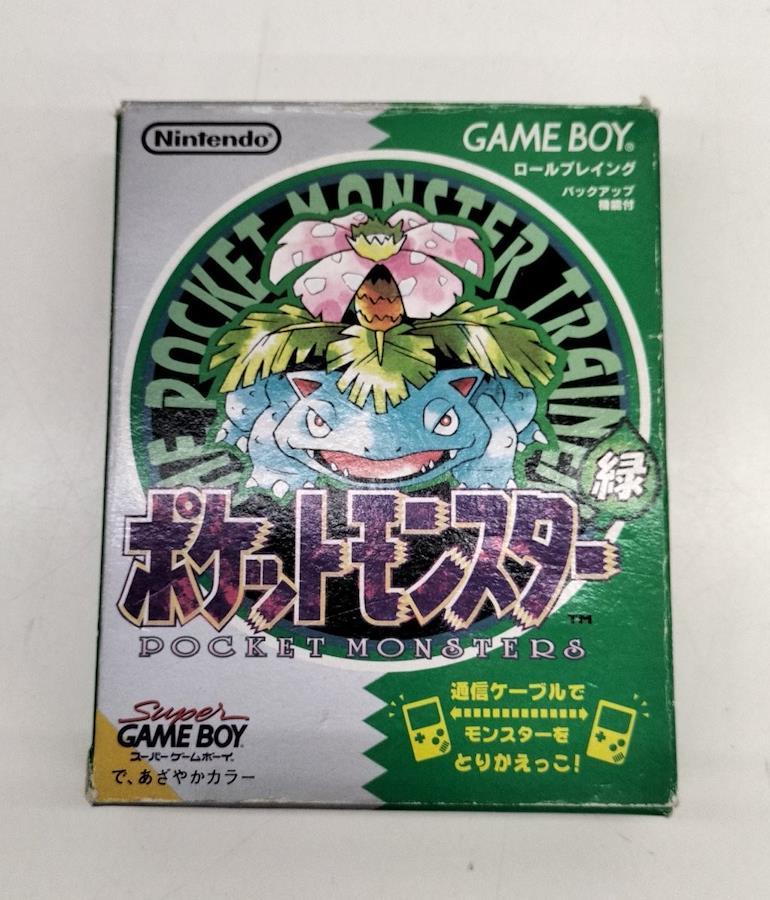 Nintendo®
GAME BOY®
ロールプレイング
バックアップ
機能付
THE POCKET MONSTER TRAINER
緑
ポケットモンスター
TM
POCKET MONSTERS
通信ケーブルで
モンスターを
とりかえっこ!
Super
GAME BOY®
スーパーゲームボーイ®
で、あざやかカラー